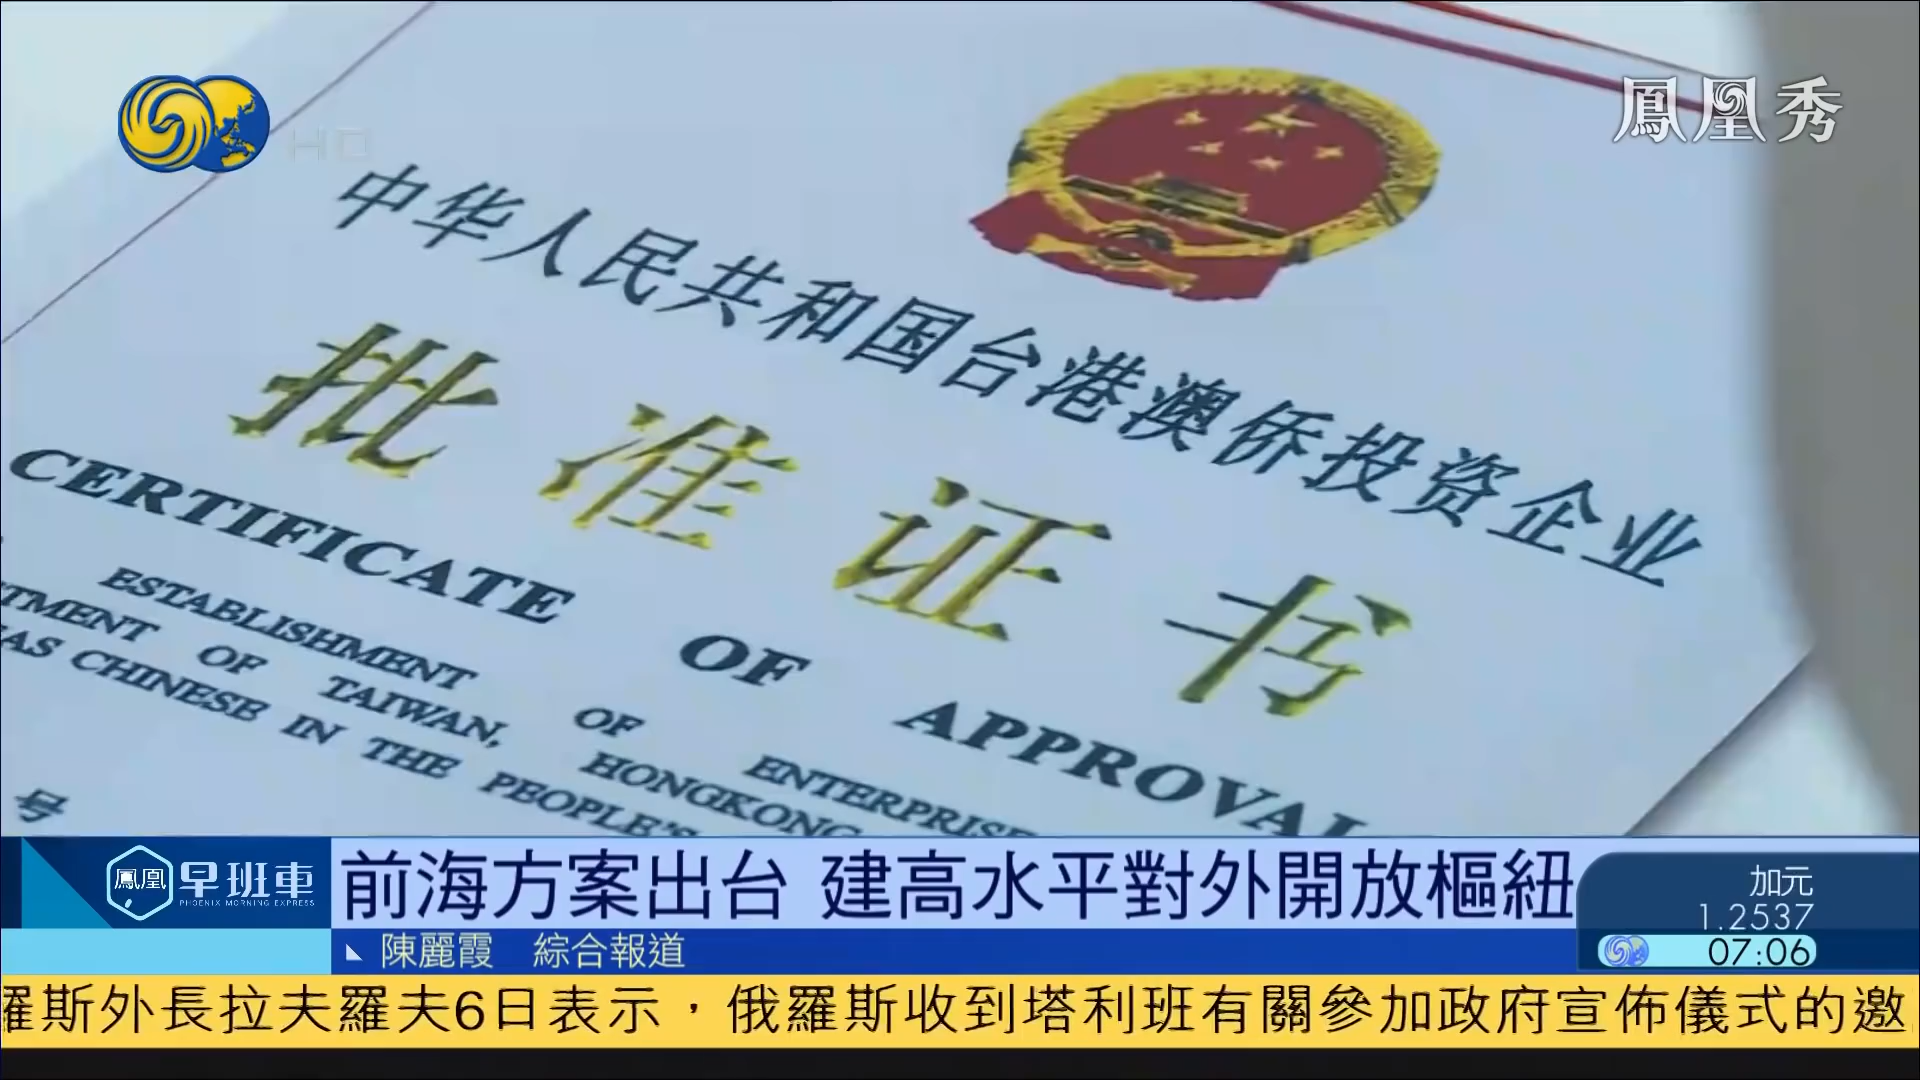 HD
鳳凰秀
中华人民共和国台港澳侨投资企业
批准证书
CERTIFICATE OF APPROVAL
ESTABLISHMENT OF ENTERPRISE
TMENT OF TAIWAN, HONGKONG
AS CHINESE IN THE PEOPLE'S
号
鳳凰 早班車
PHOENIX MORNING EXPRESS
前海方案出台 建高水平對外開放樞紐
陳麗霞 綜合報道
加元
1.2537
07:06
羅斯外長拉夫羅夫6日表示，俄羅斯收到塔利班有關參加政府宣佈儀式的邀